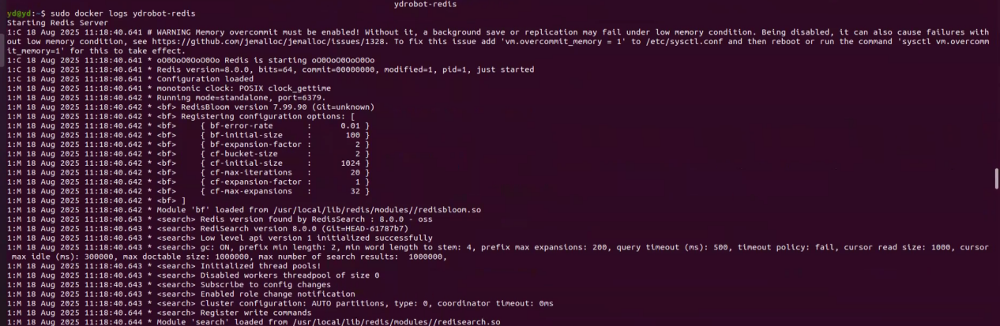 ydrobot-redis
yd@yd:~$ sudo docker logs ydrobot-redis
Starting Redis Server
1:C 18 Aug 2025 11:18:40.641 # WARNING Memory overcommit must be enabled! Without it, a background save or replication may fail under low memory condition. Being disabled, it can also cause failures with
out low memory condition, see https://github.com/jemalloc/jemalloc/issues/1328. To fix this issue add 'vm.overcommit_memory = 1' to /etc/sysctl.conf and then reboot or run the command 'sysctl vm.overcomm
it_memory=1' for this to take effect.
1:C 18 Aug 2025 11:18:40.641 * oO0OoO0OoO0Oo Redis is starting oO0OoO0OoO0Oo
1:C 18 Aug 2025 11:18:40.641 * Redis version=8.0.0, bits=64, commit=00000000, modified=1, pid=1, just started
1:C 18 Aug 2025 11:18:40.641 * Configuration loaded
1:M 18 Aug 2025 11:18:40.641 * monotonic clock: POSIX clock_gettime
1:M 18 Aug 2025 11:18:40.642 * Running mode=standalone, port=6379.
1:M 18 Aug 2025 11:18:40.642 * <bf> RedisBloom version 7.99.90 (Git=unknown)
1:M 18 Aug 2025 11:18:40.642 * <bf> Registering configuration options: [
1:M 18 Aug 2025 11:18:40.642 * <bf>     { bf-error-rate       :      0.01 }
1:M 18 Aug 2025 11:18:40.642 * <bf>     { bf-initial-size     :       100 }
1:M 18 Aug 2025 11:18:40.642 * <bf>     { bf-expansion-factor :         2 }
1:M 18 Aug 2025 11:18:40.642 * <bf>     { cf-bucket-size      :         2 }
1:M 18 Aug 2025 11:18:40.642 * <bf>     { cf-initial-size     :      1024 }
1:M 18 Aug 2025 11:18:40.642 * <bf>     { cf-max-iterations   :        20 }
1:M 18 Aug 2025 11:18:40.642 * <bf>     { cf-expansion-factor :         1 }
1:M 18 Aug 2025 11:18:40.642 * <bf>     { cf-max-expansions   :        32 }
1:M 18 Aug 2025 11:18:40.642 * <bf> ]
1:M 18 Aug 2025 11:18:40.642 * Module 'bf' loaded from /usr/local/lib/redis/modules//redisbloom.so
1:M 18 Aug 2025 11:18:40.643 * <search> Redis version found by RedisSearch : 8.0.0 - oss
1:M 18 Aug 2025 11:18:40.643 * <search> RediSearch version 8.0.0 (Git=HEAD-61787b7)
1:M 18 Aug 2025 11:18:40.643 * <search> Low level api version 1 initialized successfully
1:M 18 Aug 2025 11:18:40.643 * <search> gc: ON, prefix min length: 2, min word length to stem: 4, prefix max expansions: 200, query timeout (ms): 500, timeout policy: fail, cursor read size: 1000, cursor
max idle (ms): 300000, max doctable size: 1000000, max number of search results:  1000000,
1:M 18 Aug 2025 11:18:40.643 * <search> Initialized thread pools!
1:M 18 Aug 2025 11:18:40.643 * <search> Disabled workers threadpool of size 0
1:M 18 Aug 2025 11:18:40.643 * <search> Subscribe to config changes
1:M 18 Aug 2025 11:18:40.643 * <search> Enabled role change notification
1:M 18 Aug 2025 11:18:40.643 * <search> Cluster configuration: AUTO partitions, type: 0, coordinator timeout: 0ms
1:M 18 Aug 2025 11:18:40.644 * <search> Register write commands
1:M 18 Aug 2025 11:18:40.644 * Module 'search' loaded from /usr/local/lib/redis/modules//redisearch.so